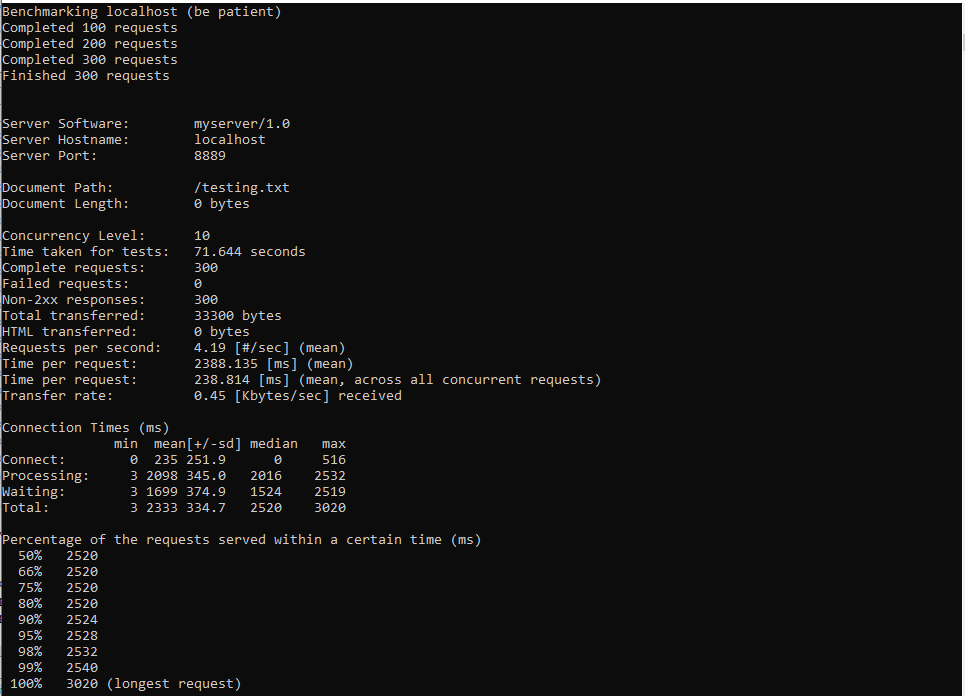 Benchmarking localhost (be patient)
Completed 100 requests
Completed 200 requests
Completed 300 requests
Finished 300 requests
Server Software: myserver/1.0
Server Hostname: localhost
Server Port: 8889
Document Path: /testing.txt
Document Length: 0 bytes
Concurrency Level: 10
Time taken for tests: 71.644 seconds
Complete requests: 300
Failed requests: 0
Non-2xx responses: 300
Total transferred: 33300 bytes
HTML transferred: 0 bytes
Requests per second: 4.19 [#/sec] (mean)
Time per request: 2388.135 [ms] (mean)
Time per request: 238.814 [ms] (mean, across all concurrent requests)
Transfer rate: 0.45 [Kbytes/sec] received
Connection Times (ms)
min mean[+/-sd] median max
Connect: 0 235 251.9 0 516
Processing: 3 2098 345.0 2016 2532
Waiting: 3 1699 374.9 1524 2519
Total: 3 2333 334.7 2520 3020
Percentage of the requests served within a certain time (ms)
50% 2520
66% 2520
75% 2520
80% 2520
90% 2524
95% 2528
98% 2532
99% 2540
100% 3020 (longest request)